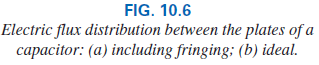 FIG. 10.6
Electric flux distribution between the plates of a
capacitor: (a) including fringing; (b) ideal.